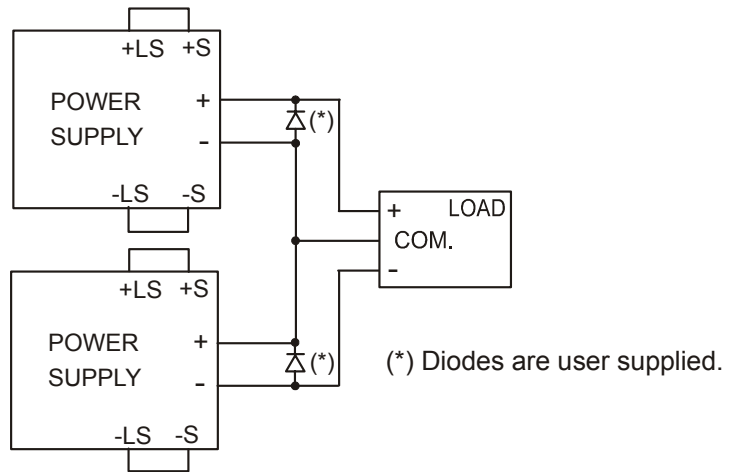 +LS +S
POWER +
SUPPLY -
-LS -S
(*)
+ LOAD
COM.
-
+LS +S
POWER +
SUPPLY -
-LS -S
(*)
(*) Diodes are user supplied.